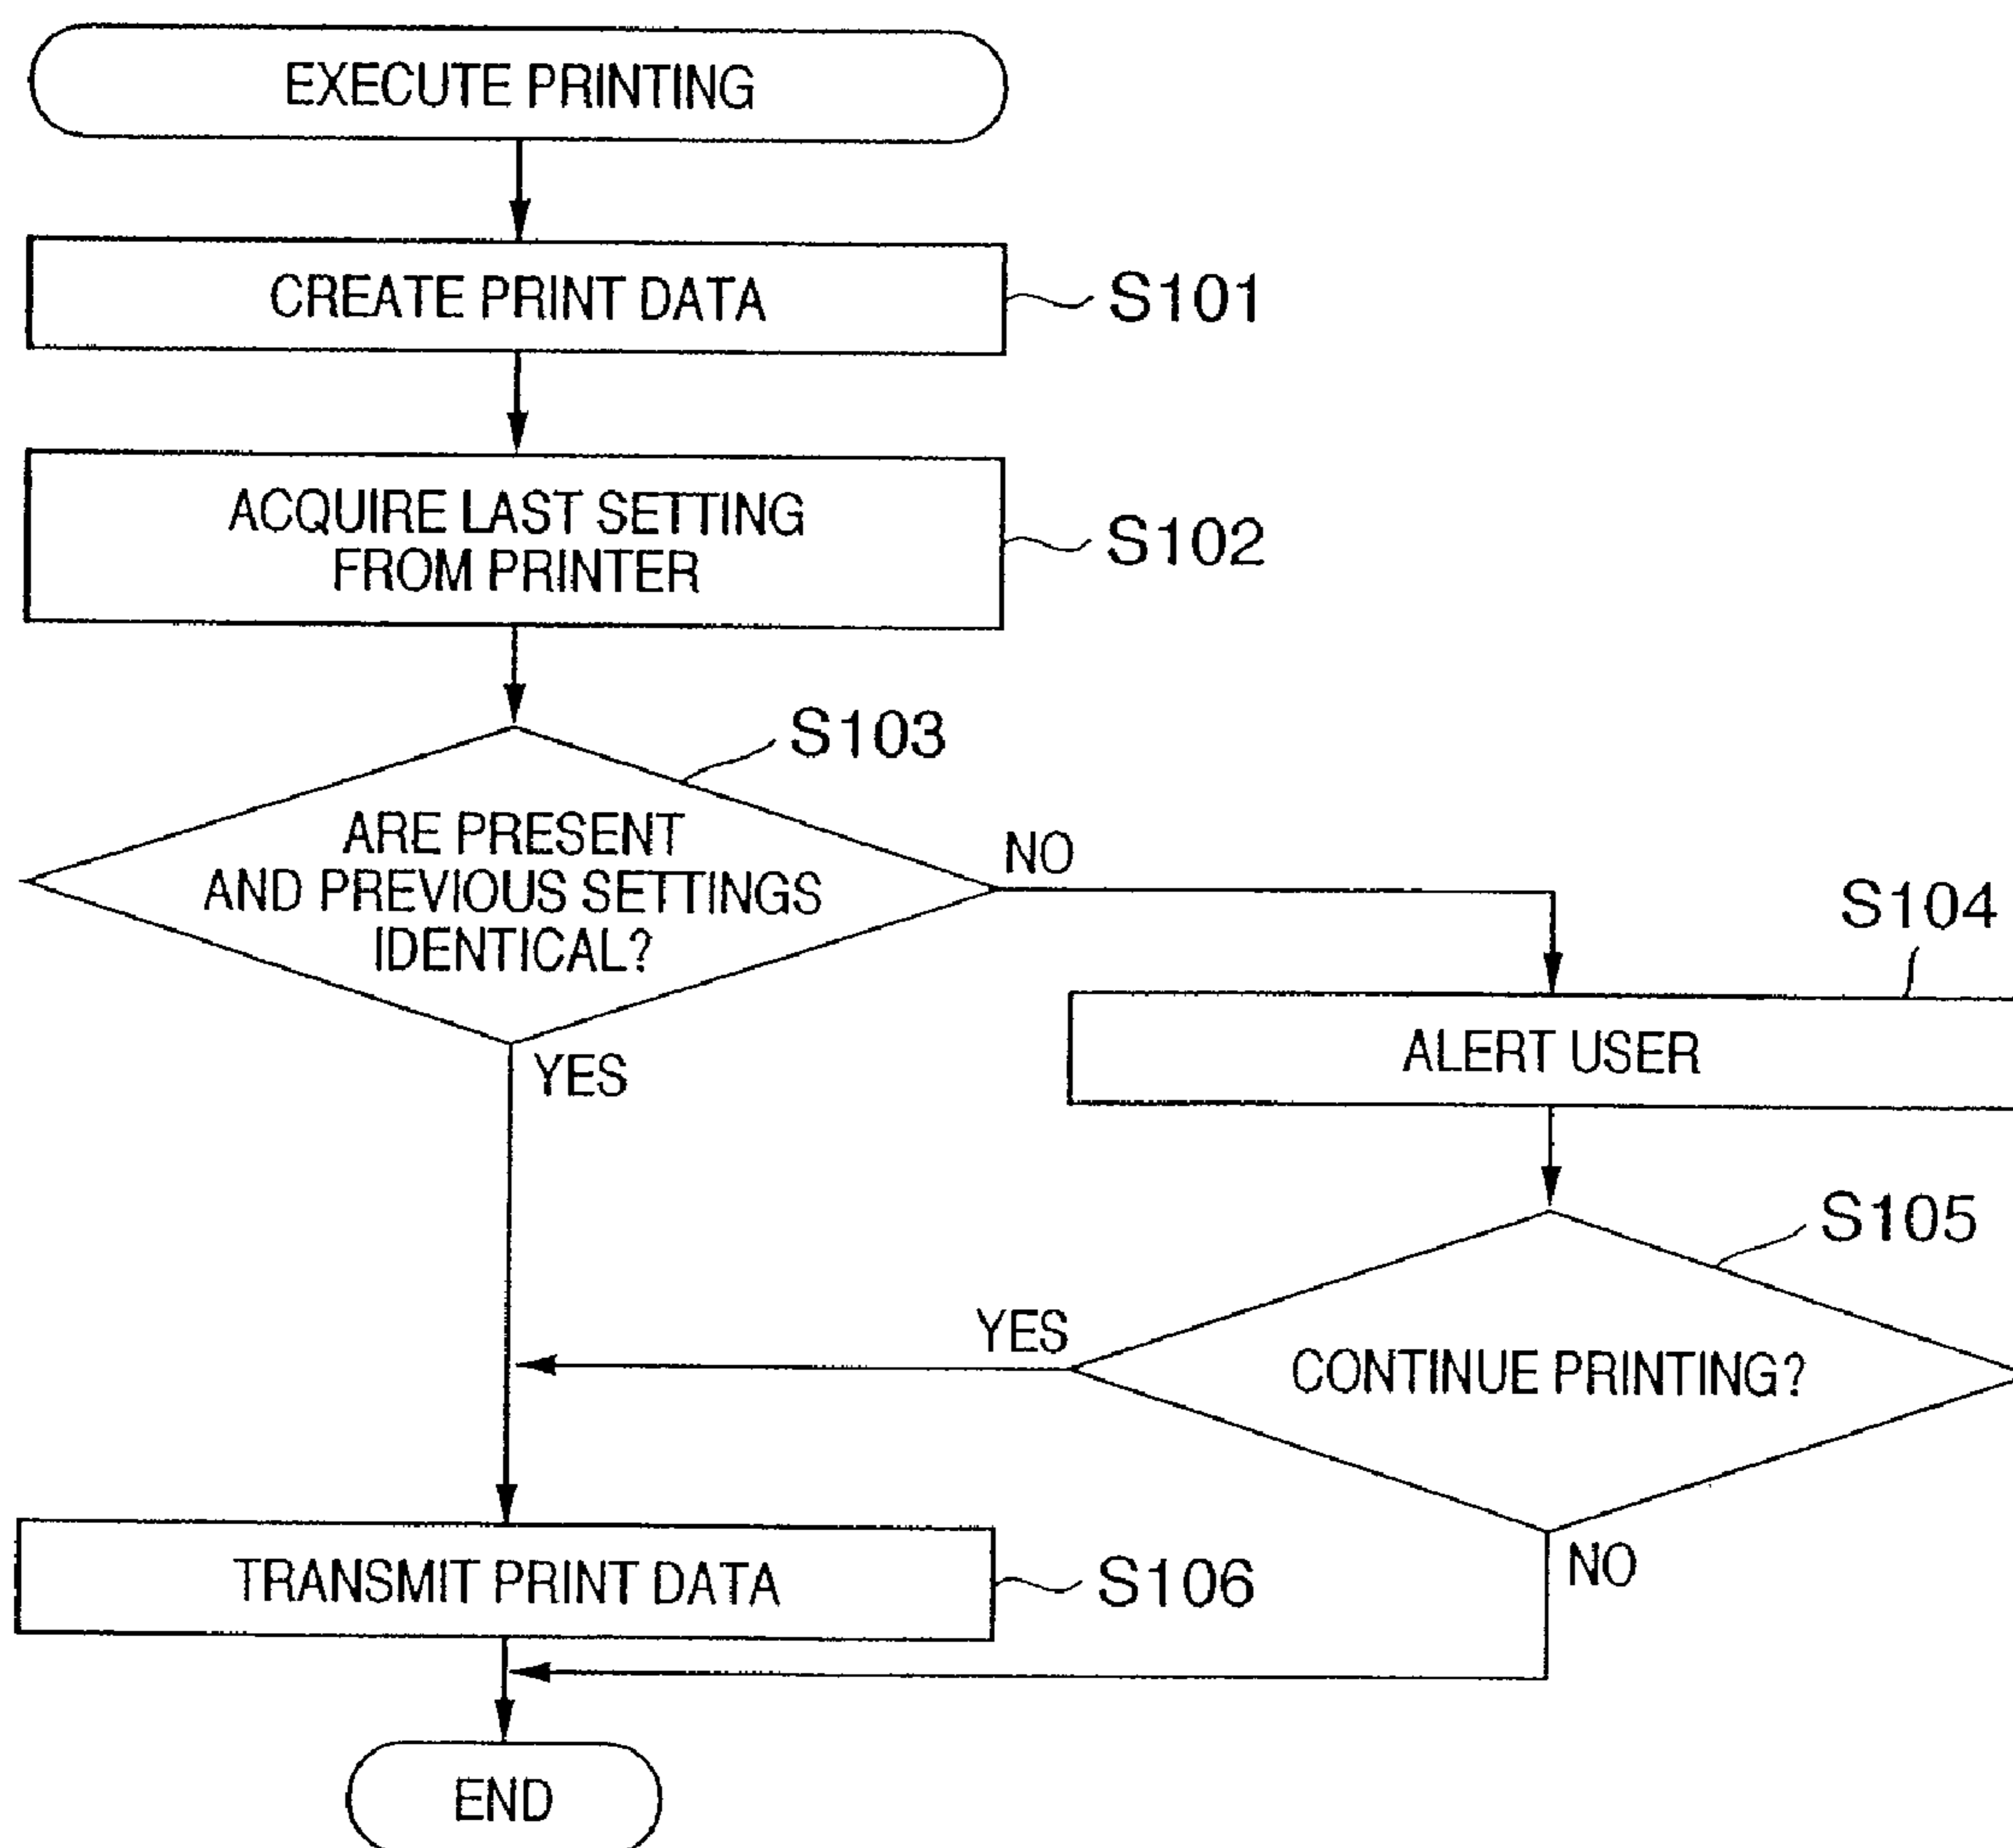 EXECUTE PRINTING
CREATE PRINT DATA
S101
ACQUIRE LAST SETTING
FROM PRINTER
S102
S103
ARE PRESENT
AND PREVIOUS SETTINGS
IDENTICAL?
NO
YES
S104
ALERT USER
S105
CONTINUE PRINTING?
YES
NO
TRANSMIT PRINT DATA
S106
END